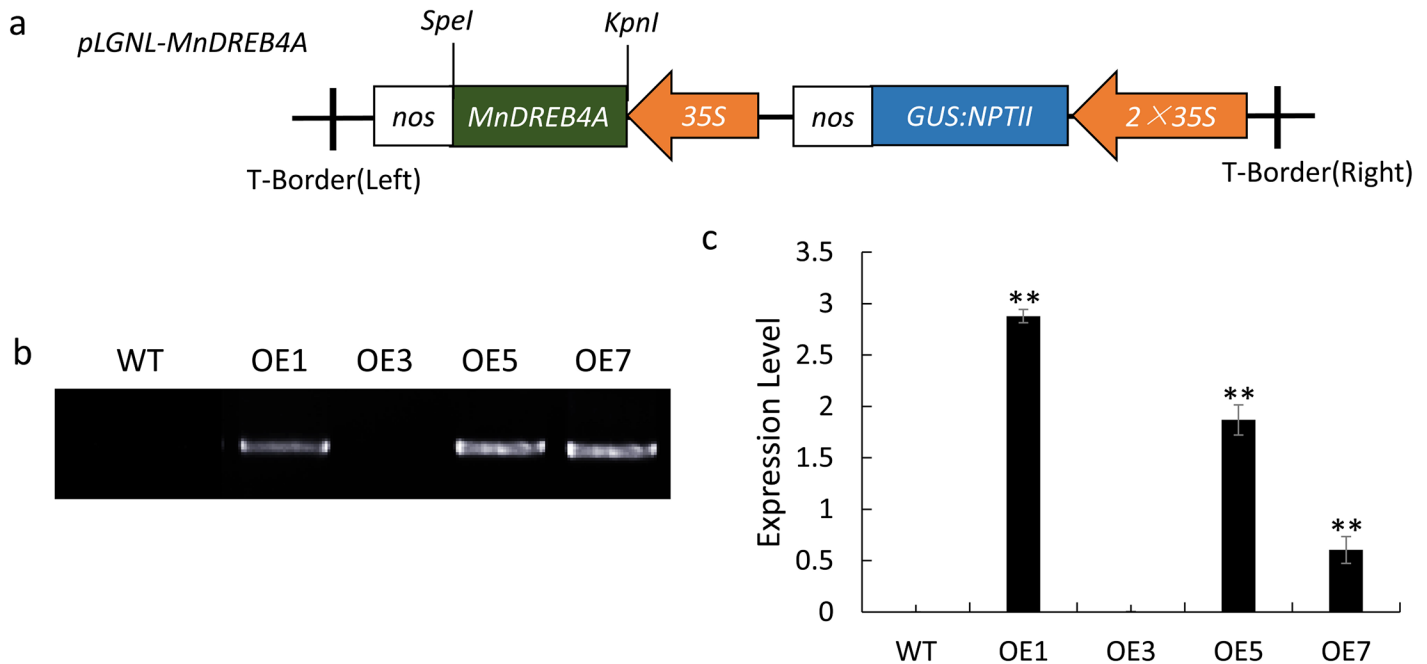 a
pLGNL-MnDREB4A
SpeI
KpnI
nos
MnDREB4A
35S
nos
GUS:NPTII
2×35S
T-Border(Left)
T-Border(Right)
b
WT OE1 OE3 OE5 OE7
c
Expression Level
3.5
3
2.5
2
1.5
1
0.5
0
**
**
**
WT OE1 OE3 OE5 OE7